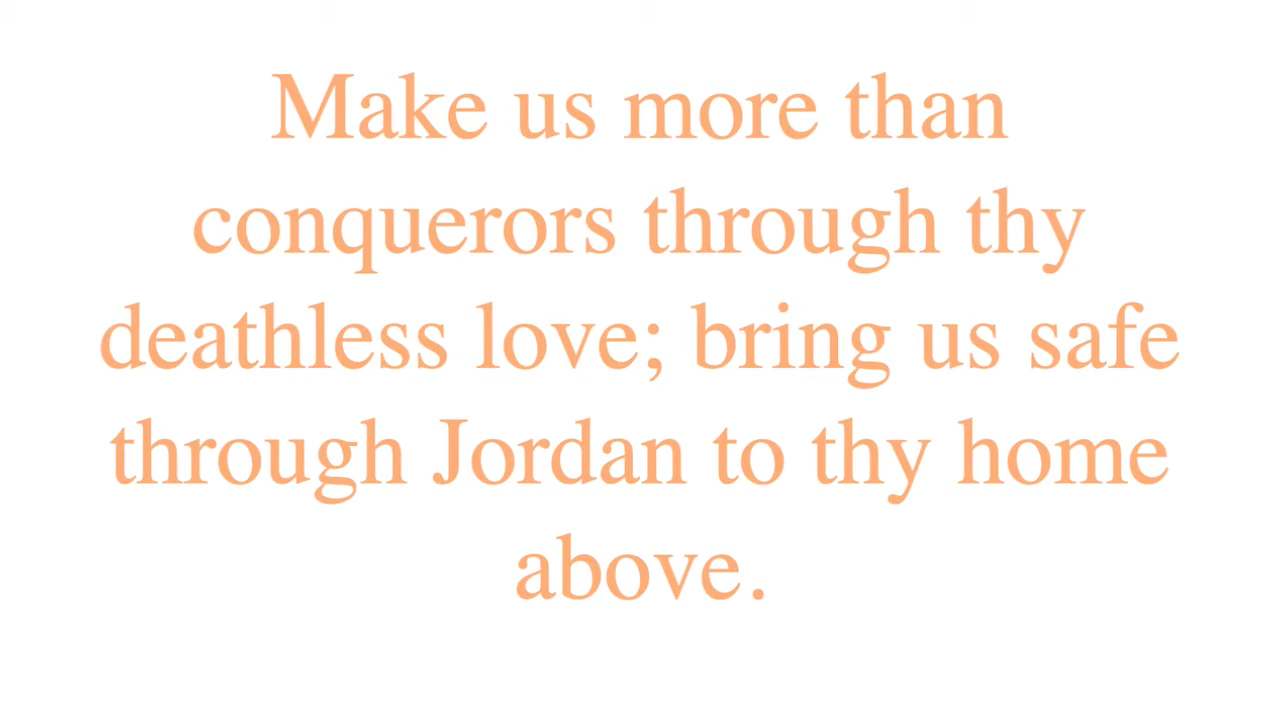 Make us more than
conquerors through thy
deathless love; bring us safe
through Jordan to thy home
above.